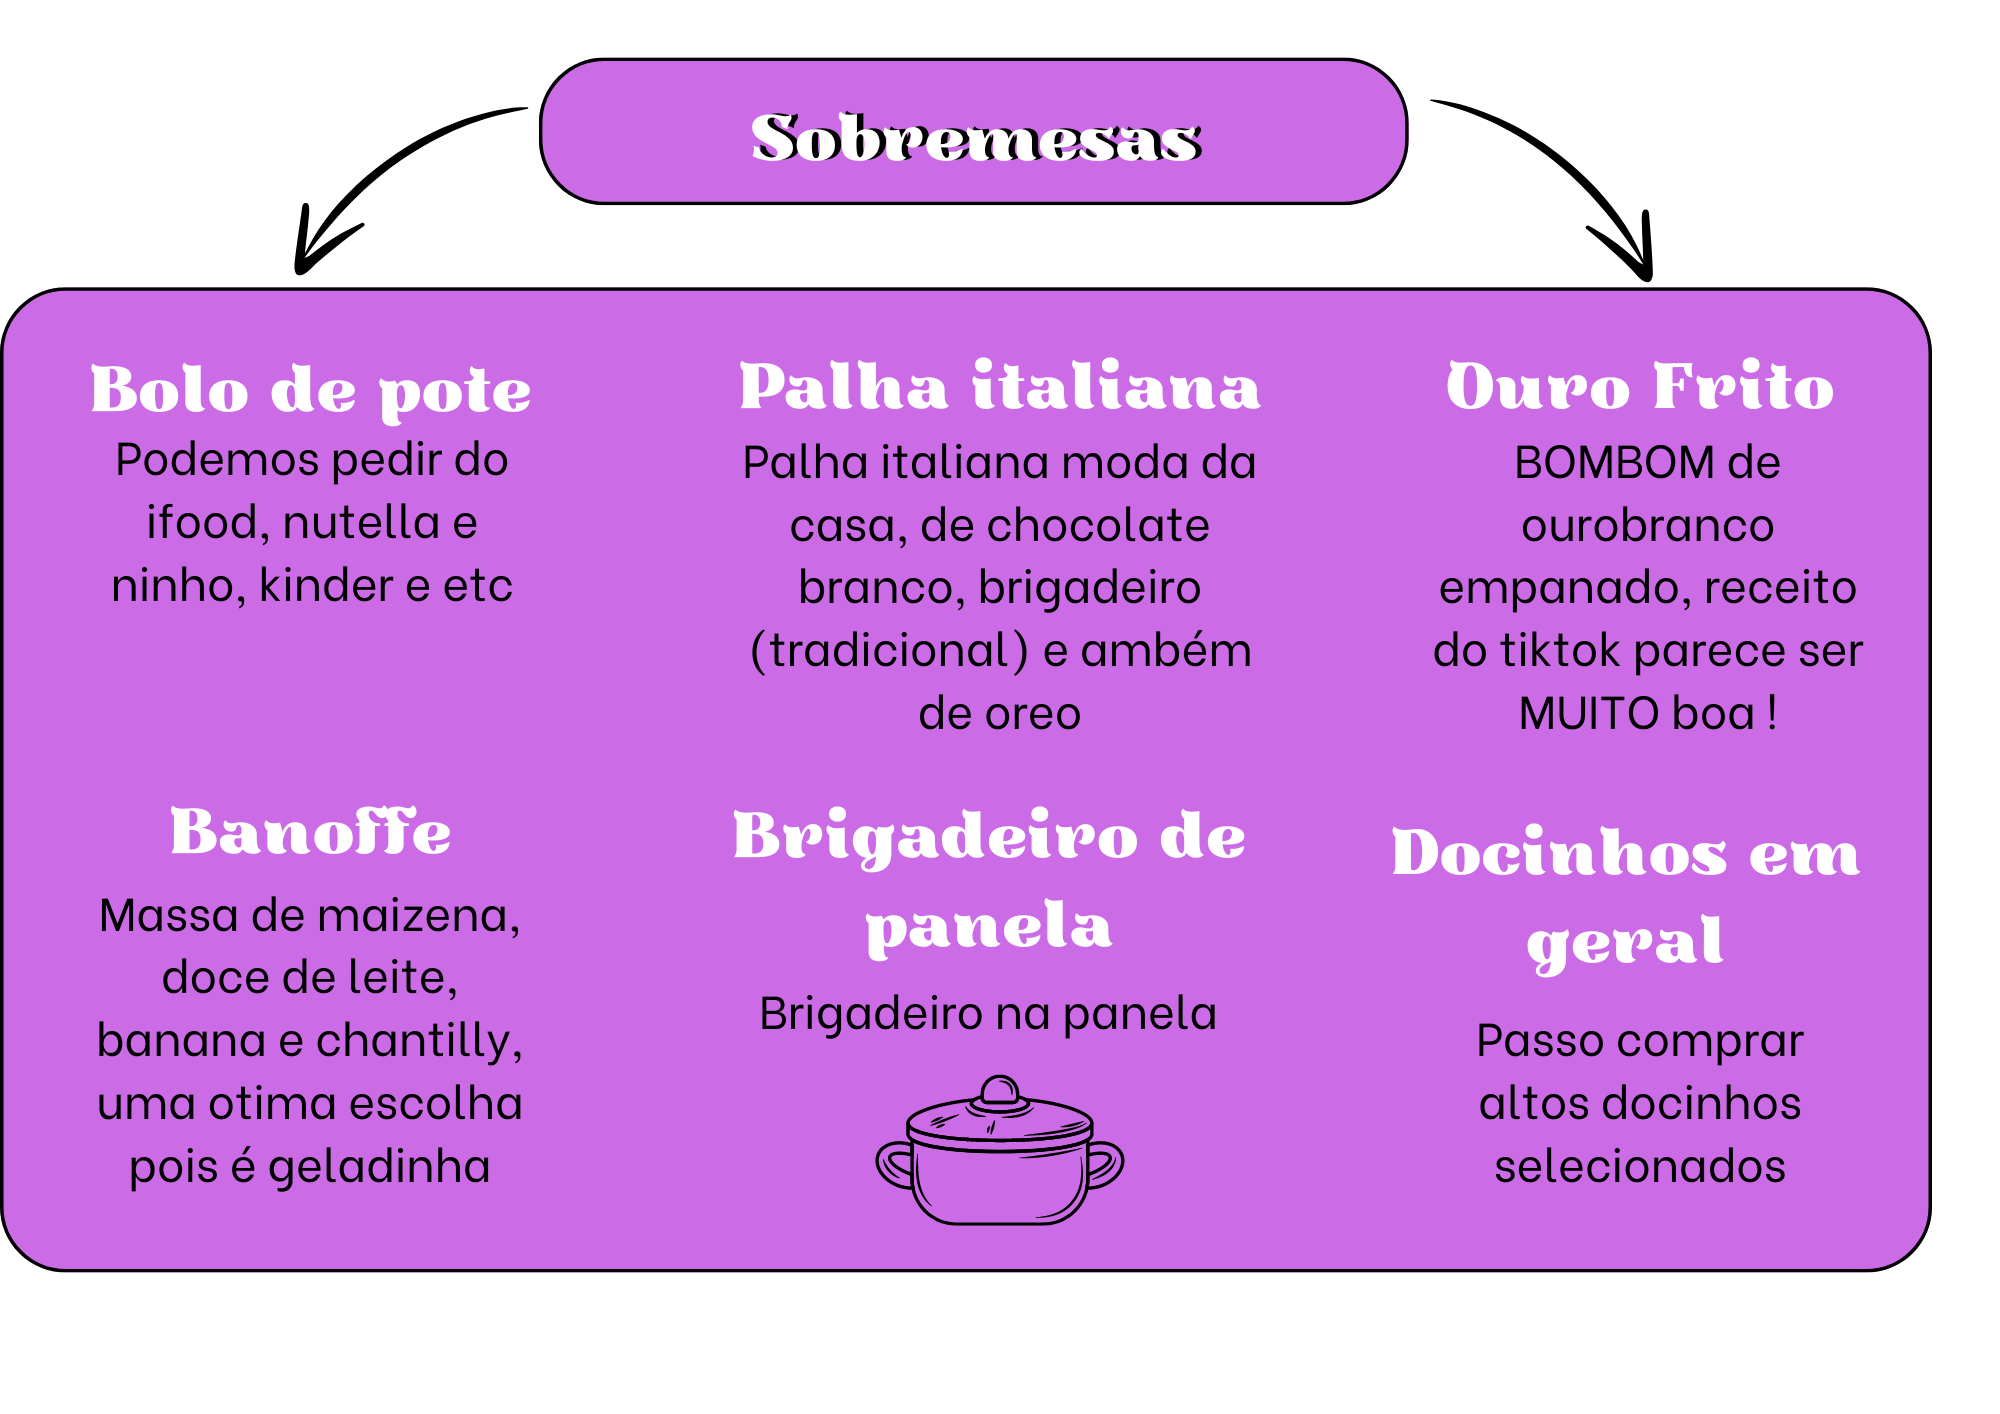 Sobremesas
Bolo de pote
Podemos pedir do
ifood, nutella e
ninho, kinder e etc
Palha italiana
Palha italiana moda da
casa, de chocolate
branco, brigadeiro
(tradicional) e ambém
de oreo
Ouro Frito
BOMBOM de
ourobranco
empanado, receito
do tiktok parece ser
MUITO boa !
Banoffe
Massa de maizena,
doce de leite,
banana e chantilly,
uma otima escolha
pois é geladinha
Brigadeiro de
panela
Brigadeiro na panela
Docinhos em
geral
Passo comprar
altos docinhos
selecionados